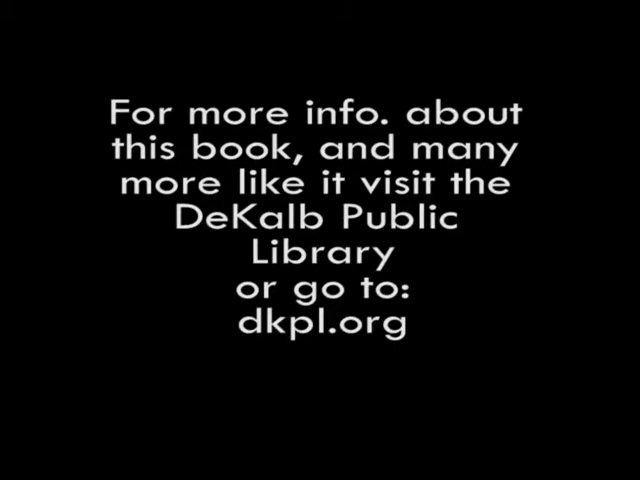 For more info. about
this book, and many
more like it visit the
DeKalb Public
Library
or go to:
dkpl.org